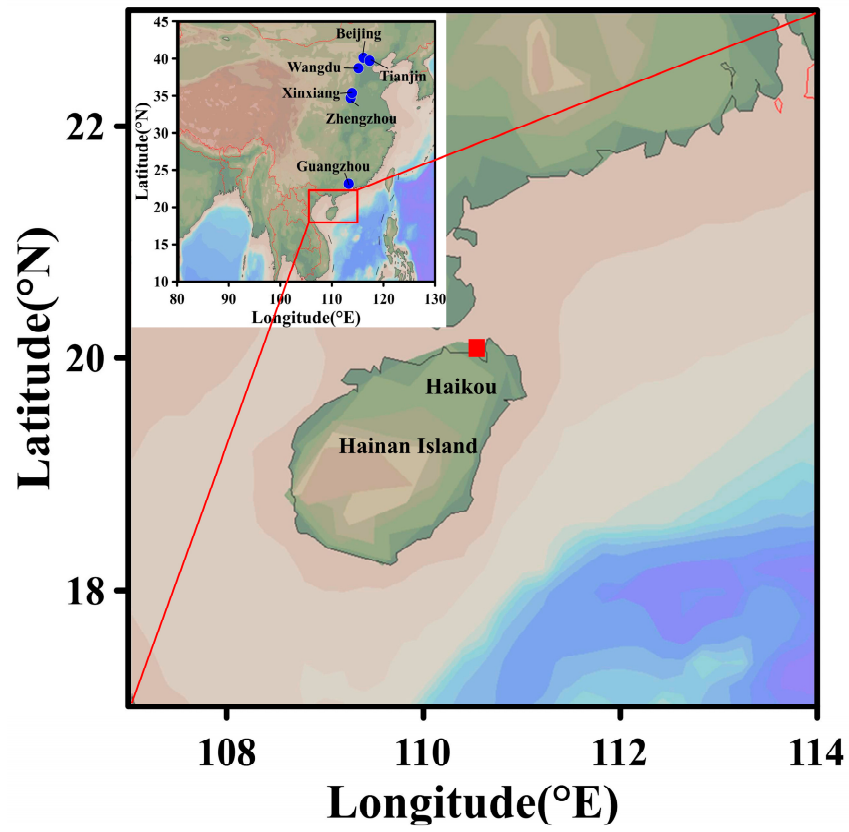 45
40
35
30
25
20
15
10
Latitude(°N)
Beijing
Wangdu
Tianjin
Xinxiang
Zhengzhou
Guangzhou
80
90
100
110
120
130
Longitude(°E)
22
20
18
Latitude(°N)
Haikou
Hainan Island
108
110
112
114
Longitude(°E)